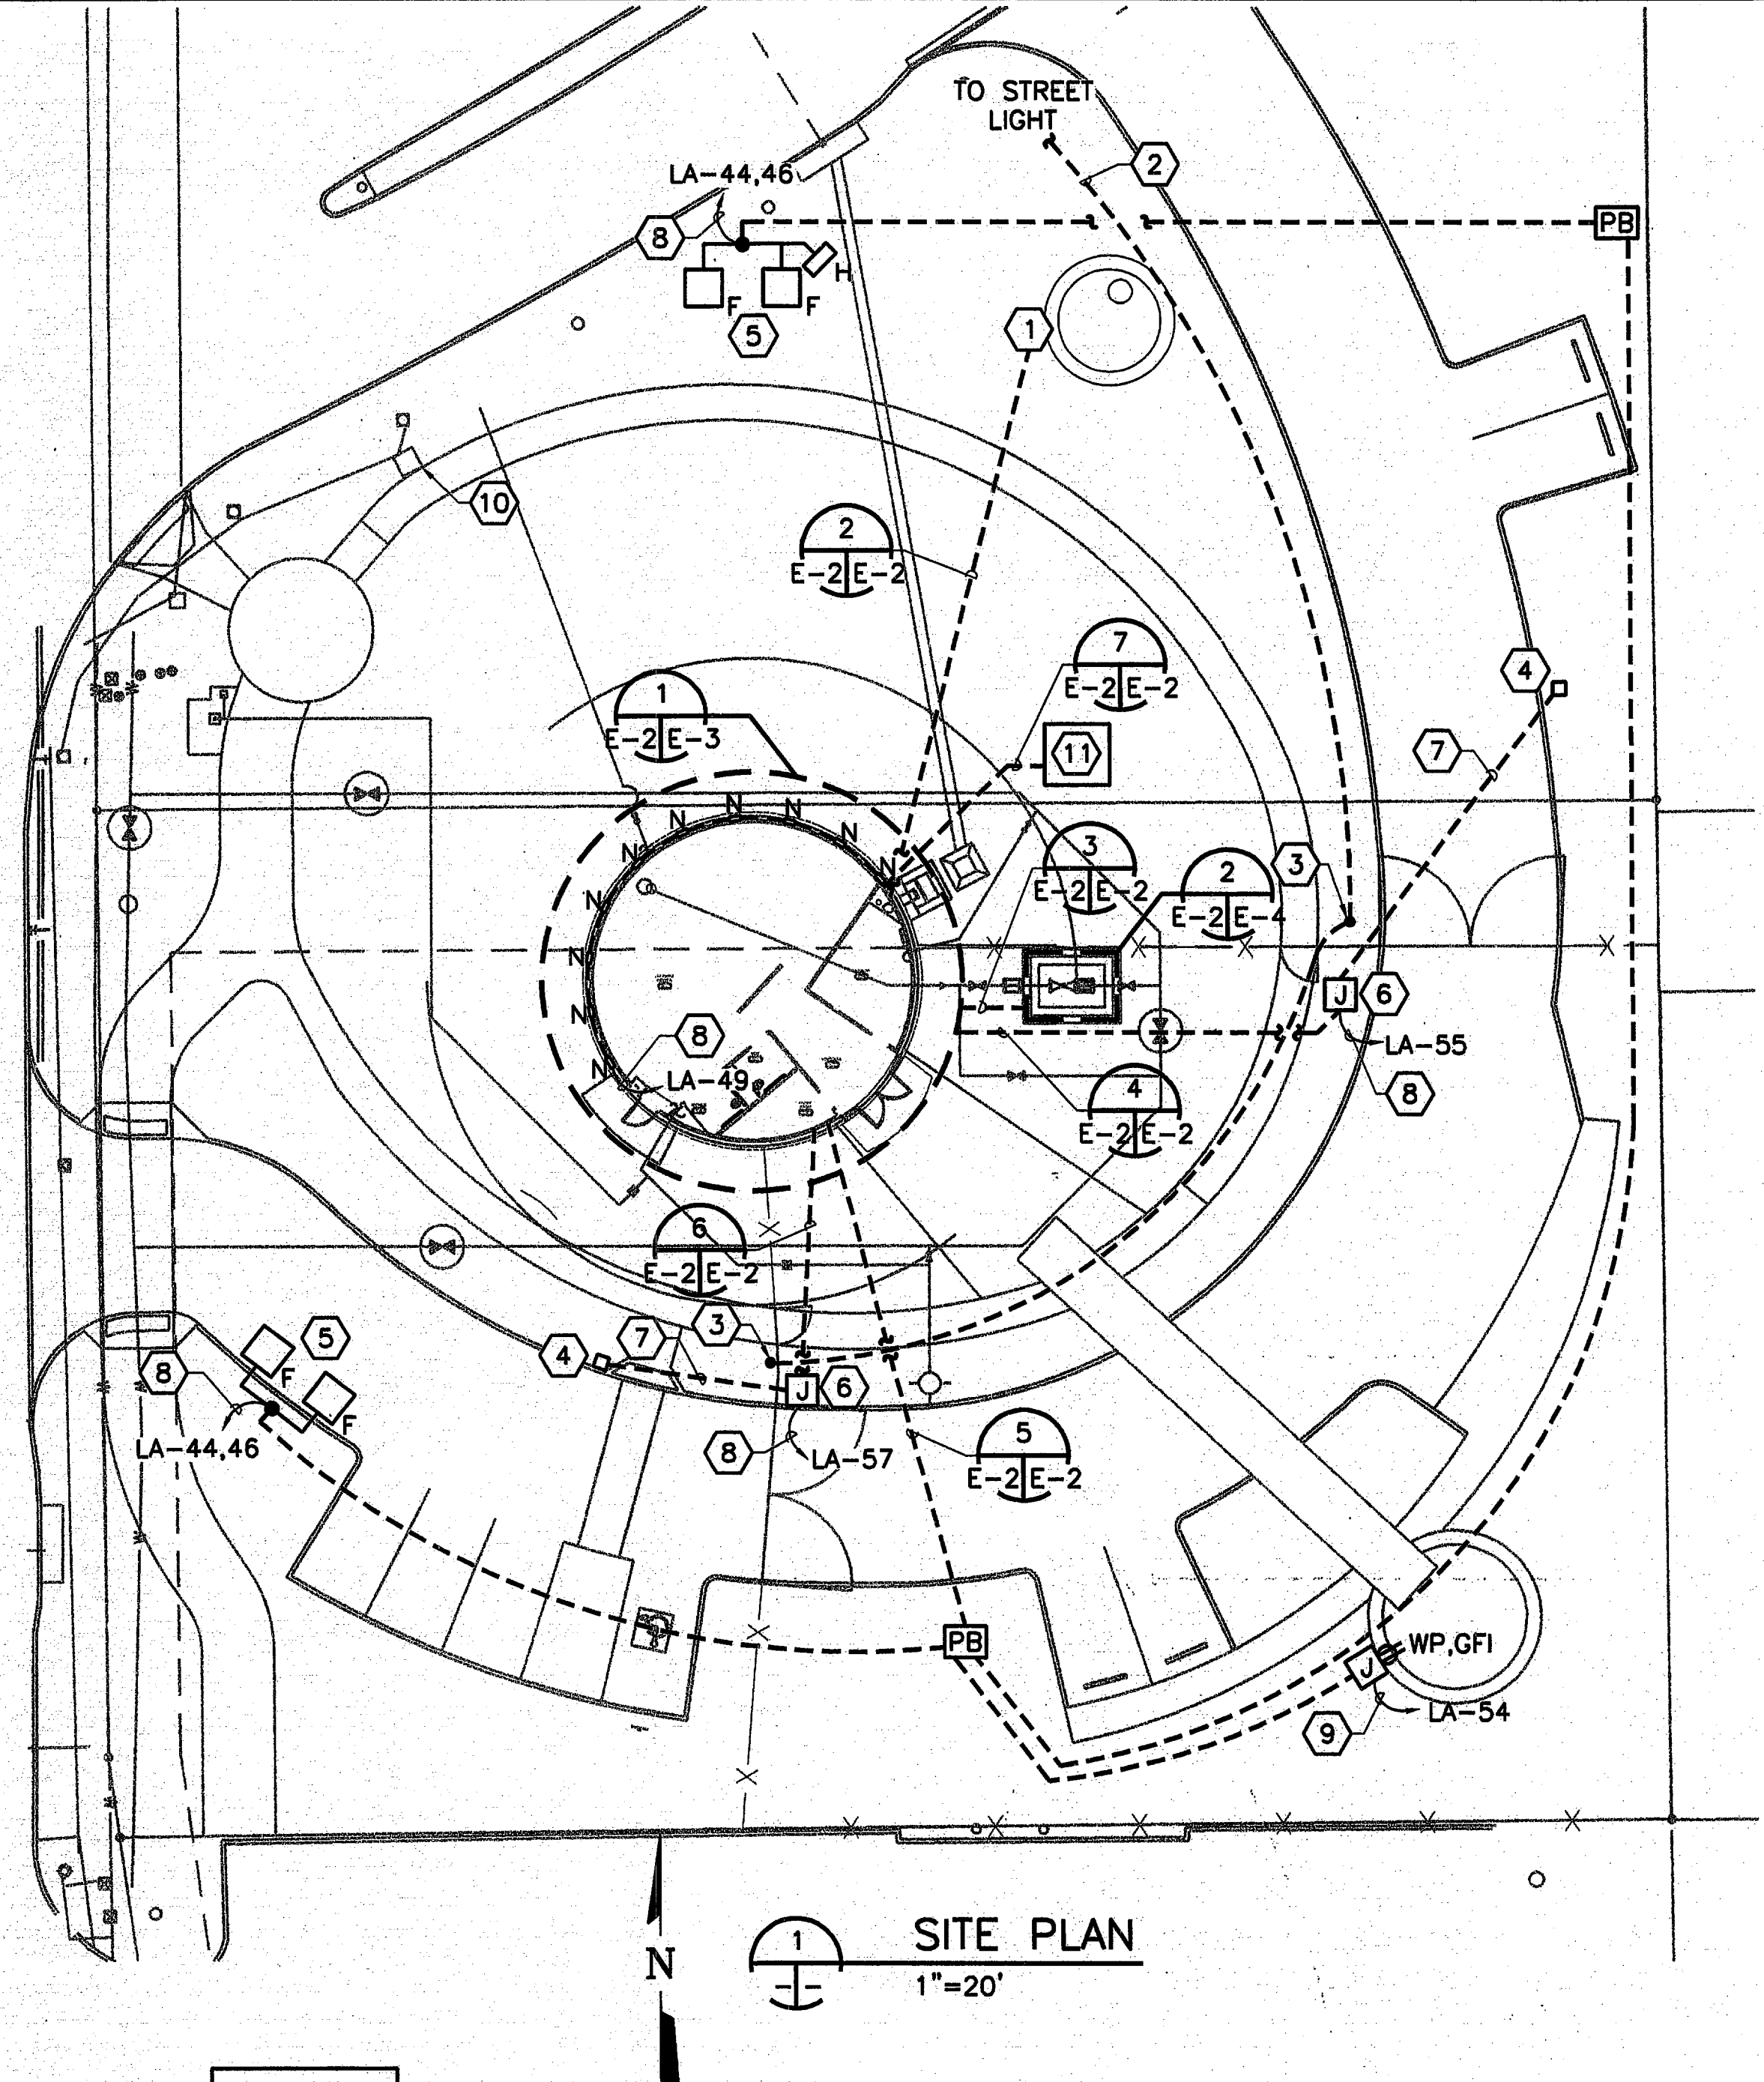 TO STREET
LIGHT
2
LA-44,46
8
PB
H
F
F
5
1
10
2
E-2 E-2
7
E-2 E-2
4
1
E-2 E-3
11
7
N
N
N
N
N
N
N
N
N
N
N
3
E-2 E-2
2
E-2 E-4
3
J
6
LA-55
8
8
LA-49
4
E-2 E-2
6
E-2 E-2
5
F
F
8
LA-44,46
4
7
3
J
6
8
LA-57
5
E-2 E-2
PB
WP,GFI
J
LA-54
9
N
1
- -
SITE PLAN
1"=20'